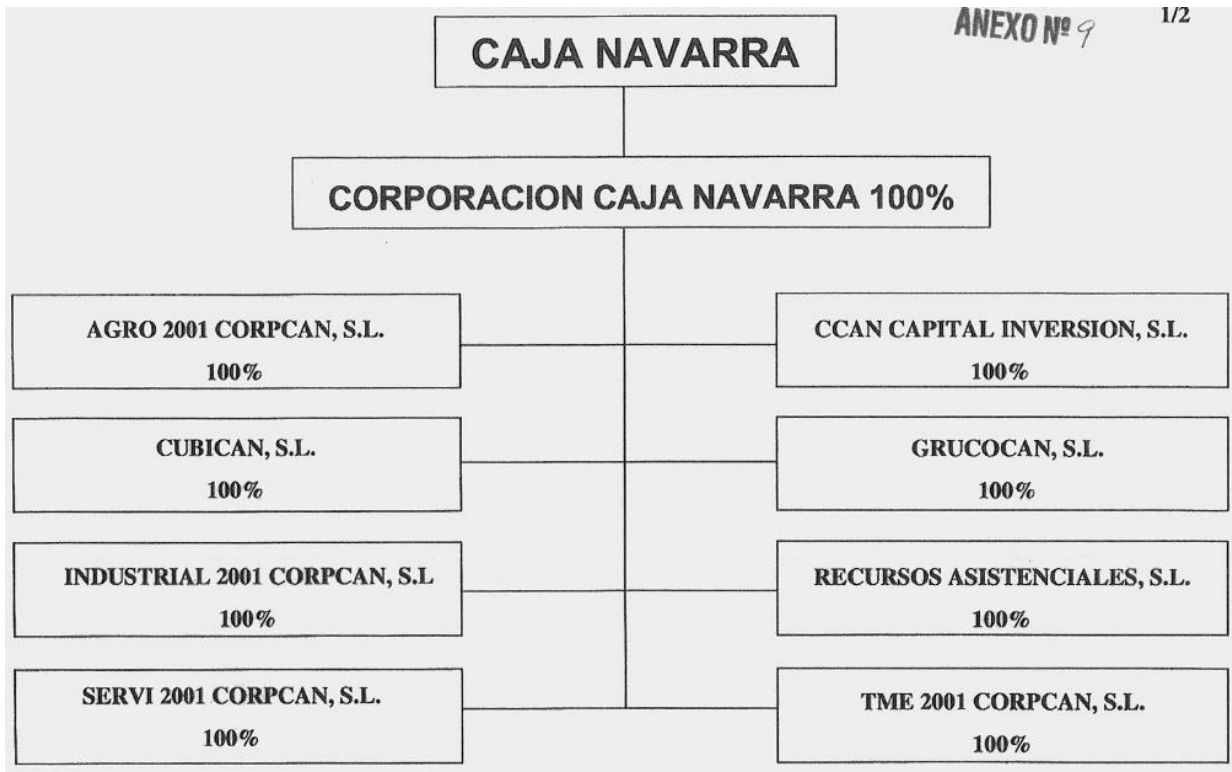 ANEXO Nº 9
1/2
CAJA NAVARRA
CORPORACION CAJA NAVARRA 100%
AGRO 2001 CORPCAN, S.L.
100%
CCAN CAPITAL INVERSION, S.L.
100%
CUBICAN, S.L.
100%
GRUCOCAN, S.L.
100%
INDUSTRIAL 2001 CORPCAN, S.L
100%
RECURSOS ASISTENCIALES, S.L.
100%
SERVI 2001 CORPCAN, S.L.
100%
TME 2001 CORPCAN, S.L.
100%